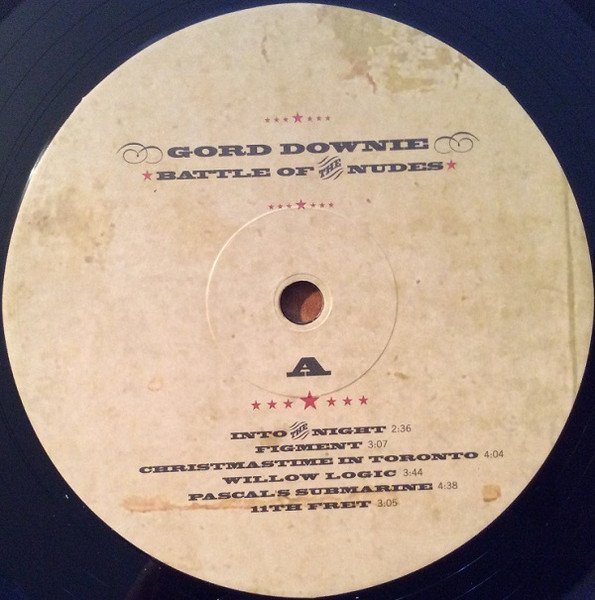 GORD DOWNIE
BATTLE OF THE NUDES
A
INTO THE NIGHT 2:36
FIGMENT 3:07
CHRISTMASTIME IN TORONTO 4:04
WILLOW LOGIC 3:44
PASCAL'S SUBMARINE 4:38
11TH FRET 3:05